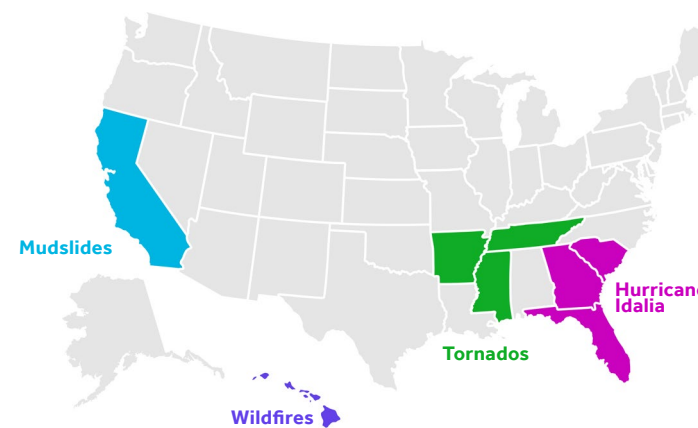 Mudslides
Hurricane
Idalia
Tornados
Wildfires